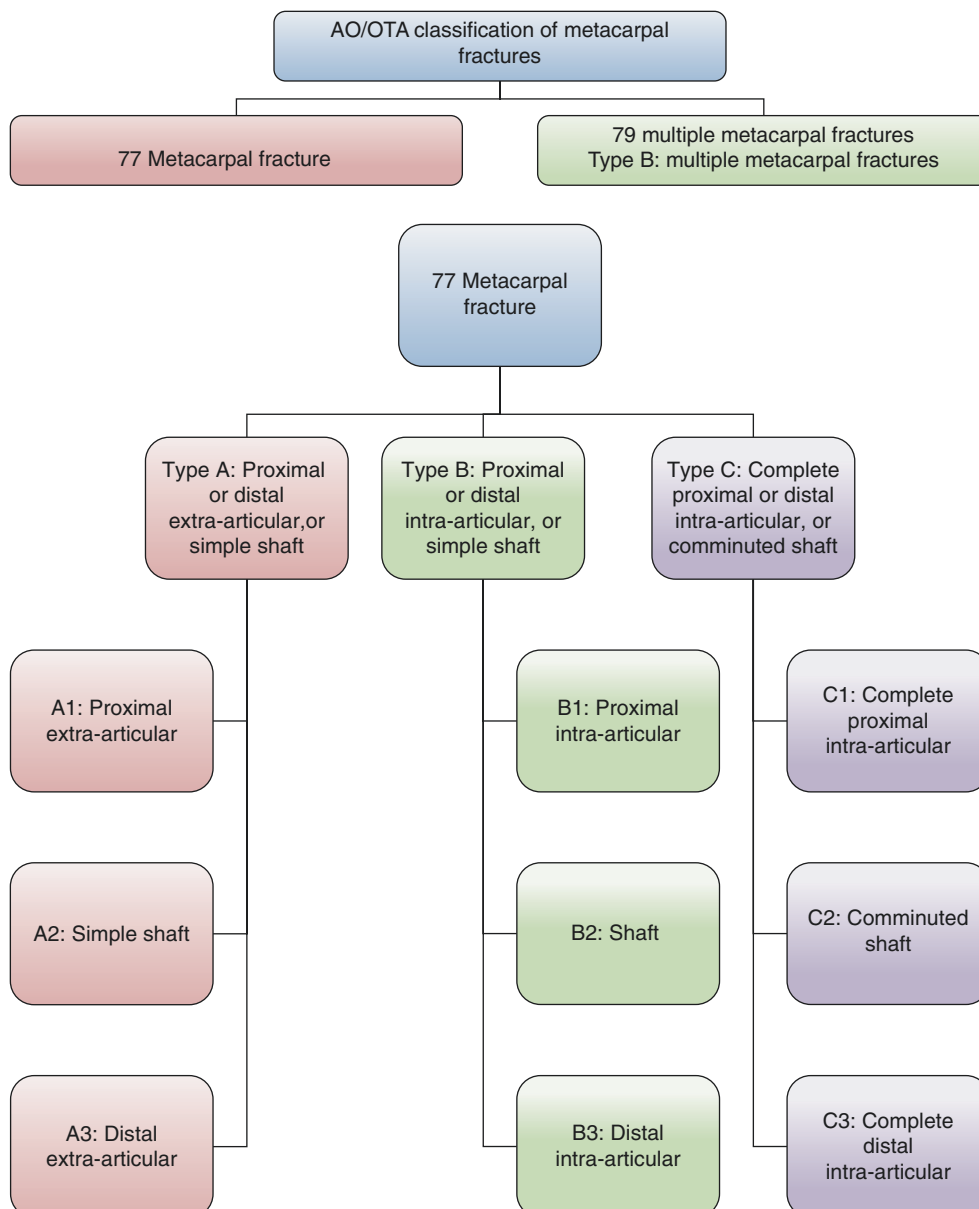 AO/OTA classification of metacarpal
fractures
77 Metacarpal fracture
79 multiple metacarpal fractures
Type B: multiple metacarpal fractures
77 Metacarpal
fracture
Type A: Proximal
or distal
extra-articular,or
simple shaft
Type B: Proximal
or distal
intra-articular, or
simple shaft
Type C: Complete
proximal or distal
intra-articular, or
comminuted shaft
A1: Proximal
extra-articular
B1: Proximal
intra-articular
C1: Complete
proximal
intra-articular
A2: Simple shaft
B2: Shaft
C2: Comminuted
shaft
A3: Distal
extra-articular
B3: Distal
intra-articular
C3: Complete
distal
intra-articular